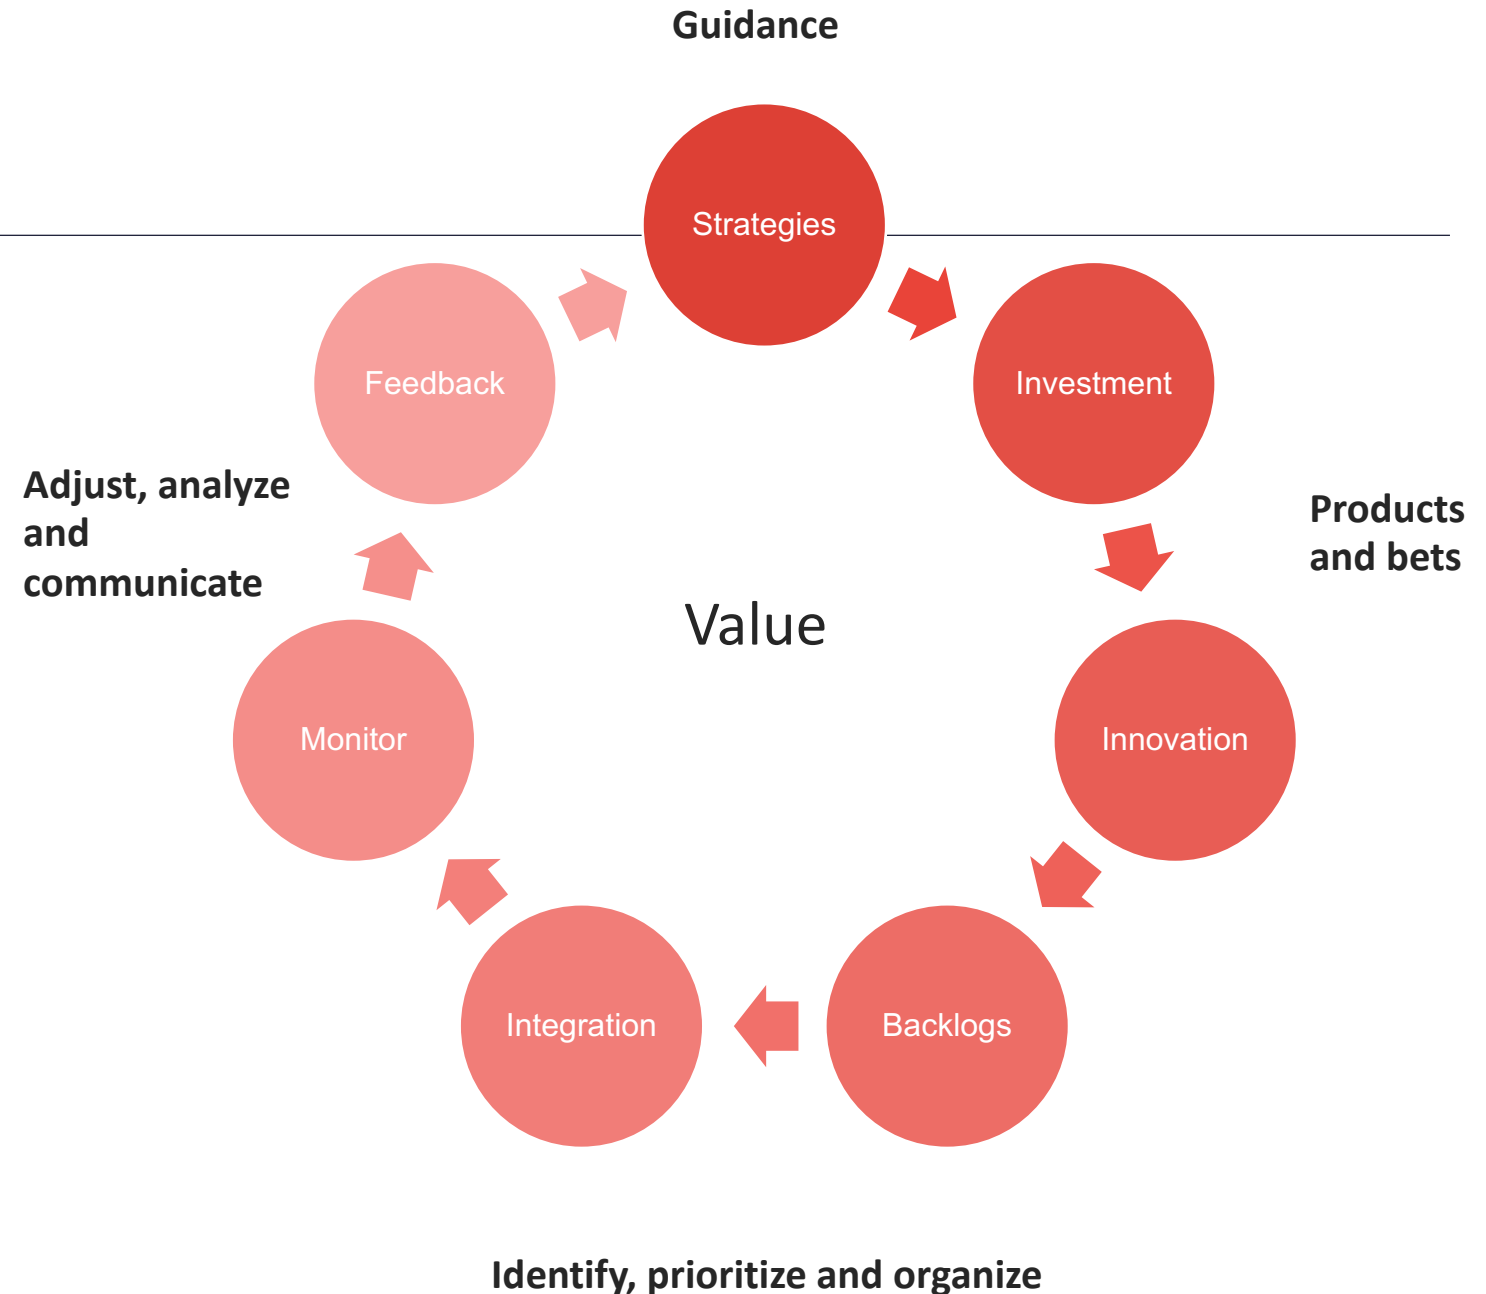 Guidance
Strategies
Feedback
Investment
Adjust, analyze
and
communicate
Products
and bets
Value
Monitor
Innovation
Integration
Backlogs
Identify, prioritize and organize